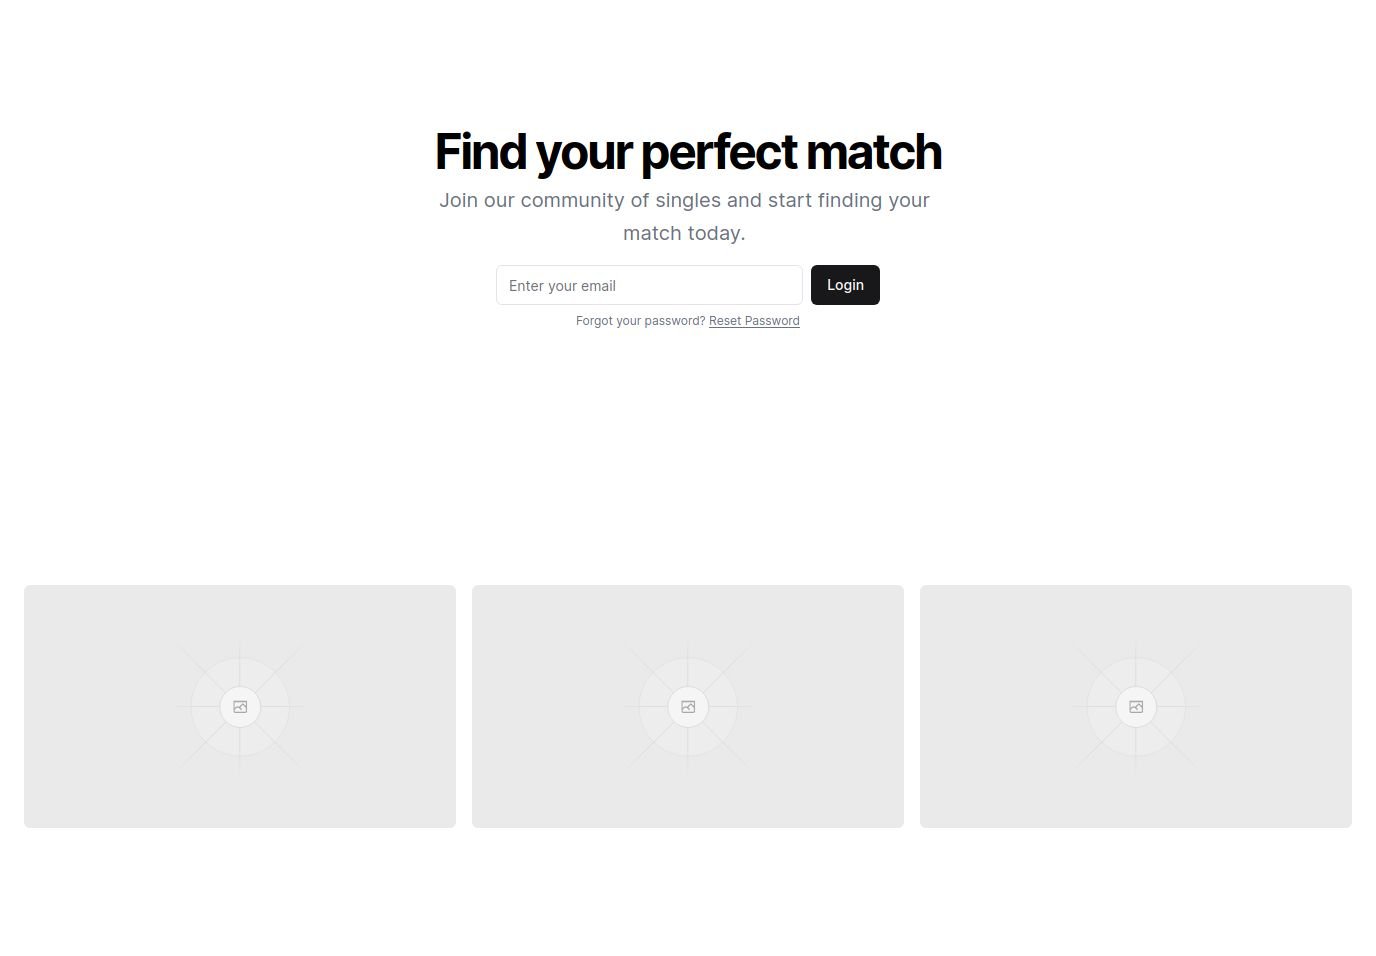 Find your perfect match
Join our community of singles and start finding your
match today.
Enter your email
Login
Forgot your password? Reset Password